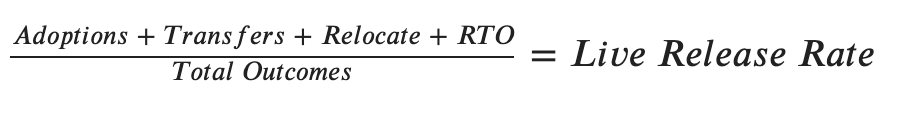 Adoptions + Transfers + Relocate + RTO
Total Outcomes
= Live Release Rate